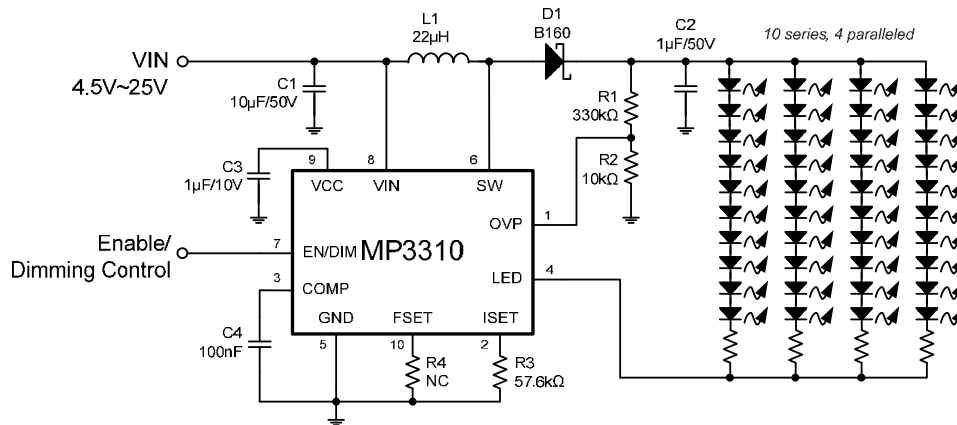 L1
22µH
D1
B160
C2
1µF/50V
10 series, 4 paralleled
VIN
4.5V~25V
C1
10µF/50V
R1
330kΩ
R2
10kΩ
C3
1µF/10V
9
8
6
VCC
VIN
SW
OVP
1
Enable/
Dimming Control
7
EN/DIM
MP3310
LED
4
3
COMP
GND
FSET
ISET
C4
100nF
5
10
2
R4
NC
R3
57.6kΩ